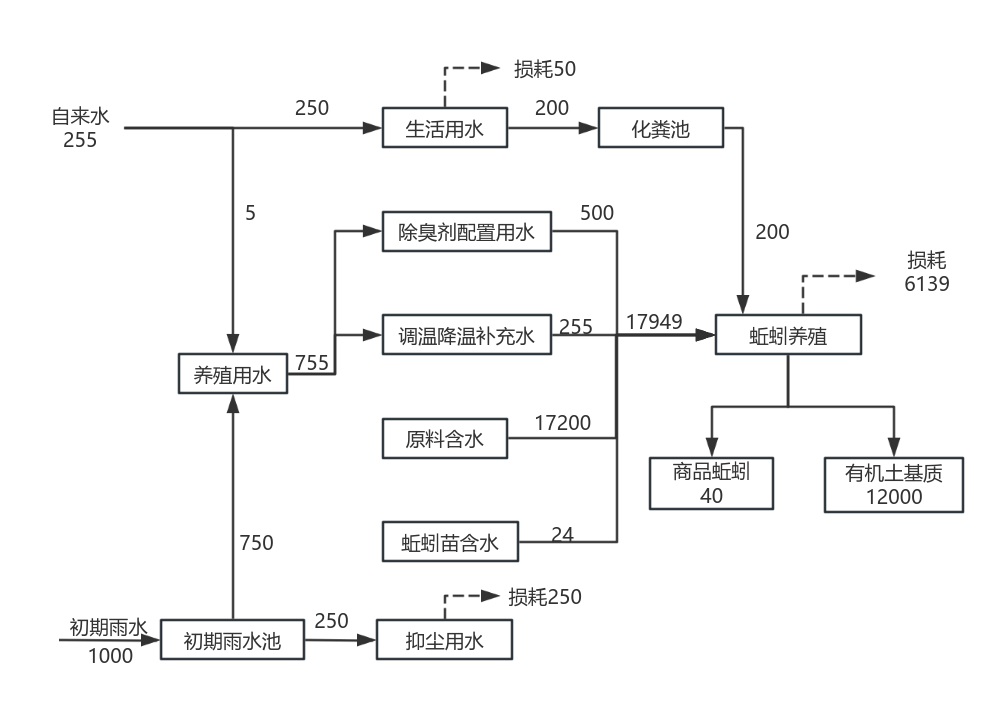 损耗50
自来水
255
250
生活用水
200
化粪池
5
除臭剂配置用水
500
200
损耗
6139
调温降温补充水
255
17949
蚯蚓养殖
养殖用水
755
原料含水
17200
商品蚯蚓
40
有机土基质
12000
蚯蚓苗含水
24
750
损耗250
初期雨水
1000
初期雨水池
250
抑尘用水